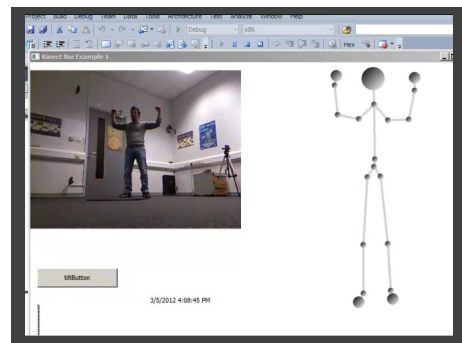 Project Build Debug Team Data Tools Architecture Test Analyze Window Help
Debug x86
Hex
Kinect Hui Example 1
tiltButton
3/5/2012 4:08:45 PM